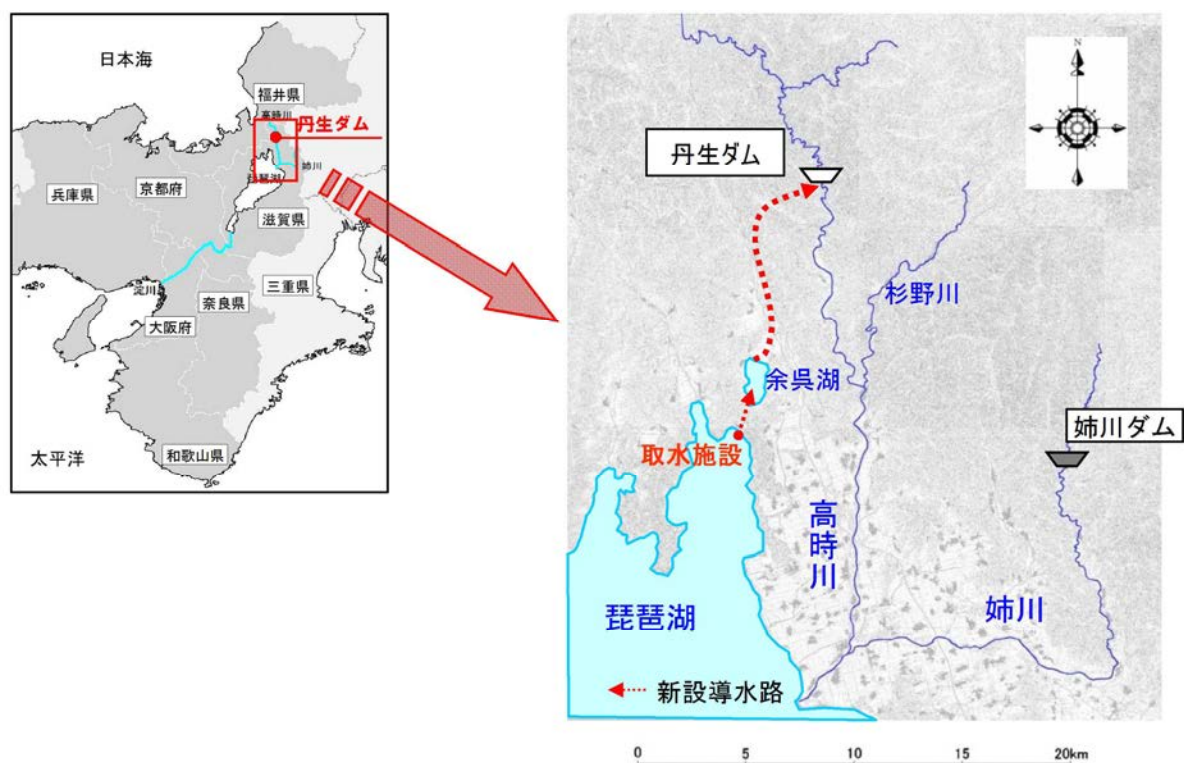 日本海
福井県
高時川
丹生ダム
姉川
琵琶湖
兵庫県
京都府
滋賀県
淀川
奈良県
三重県
大阪府
和歌山県
太平洋
N
丹生ダム
杉野川
余呉湖
姉川ダム
取水施設
高時川
琵琶湖
姉川
新設導水路
0 5 10 15 20km